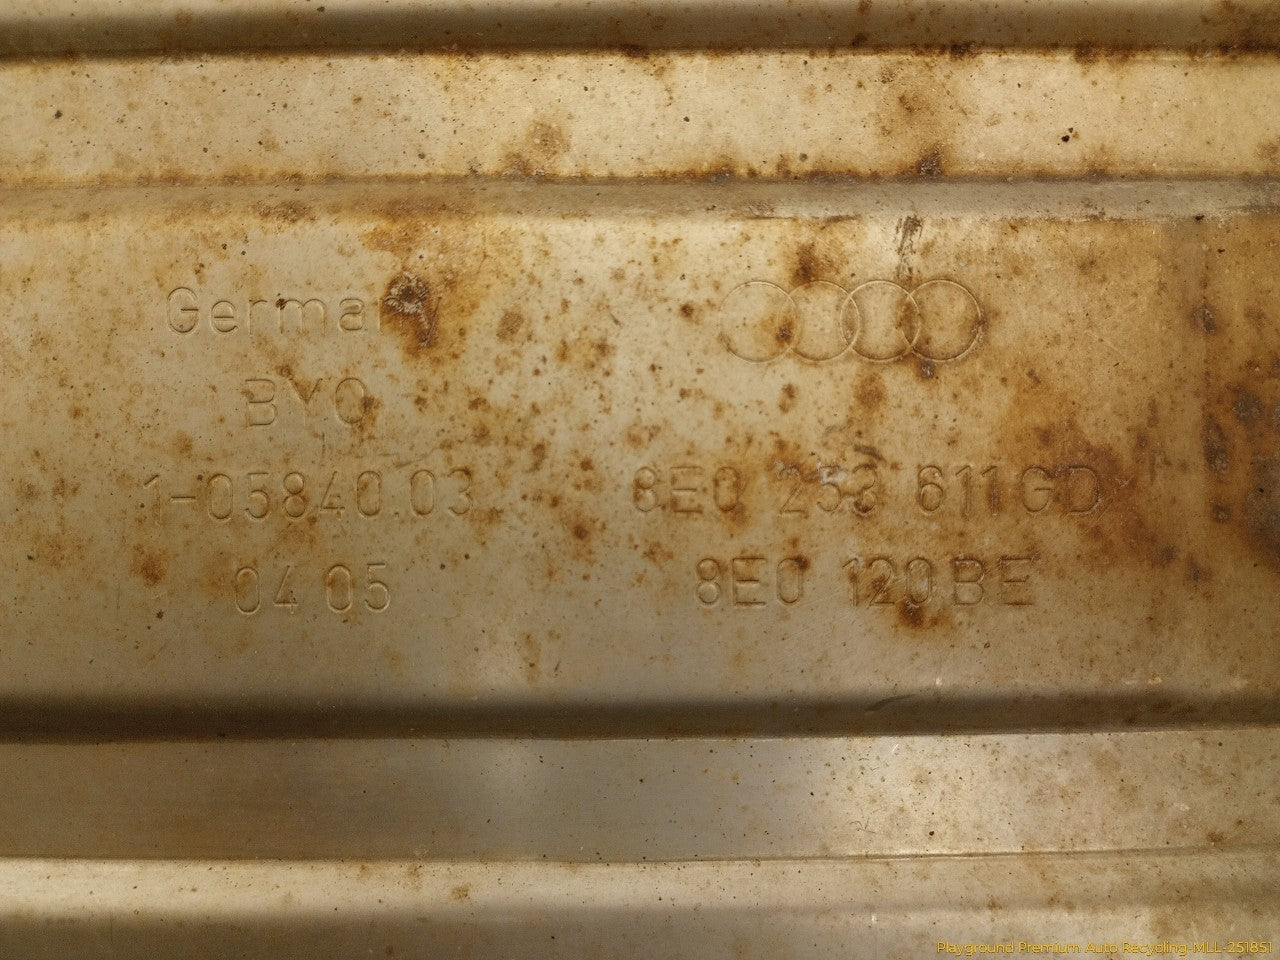 Germany
BYO
1-05840.03
04 05
8E0 253 611GD
8E0 120BE
Playground Premium Auto Recycling-MLL-251851